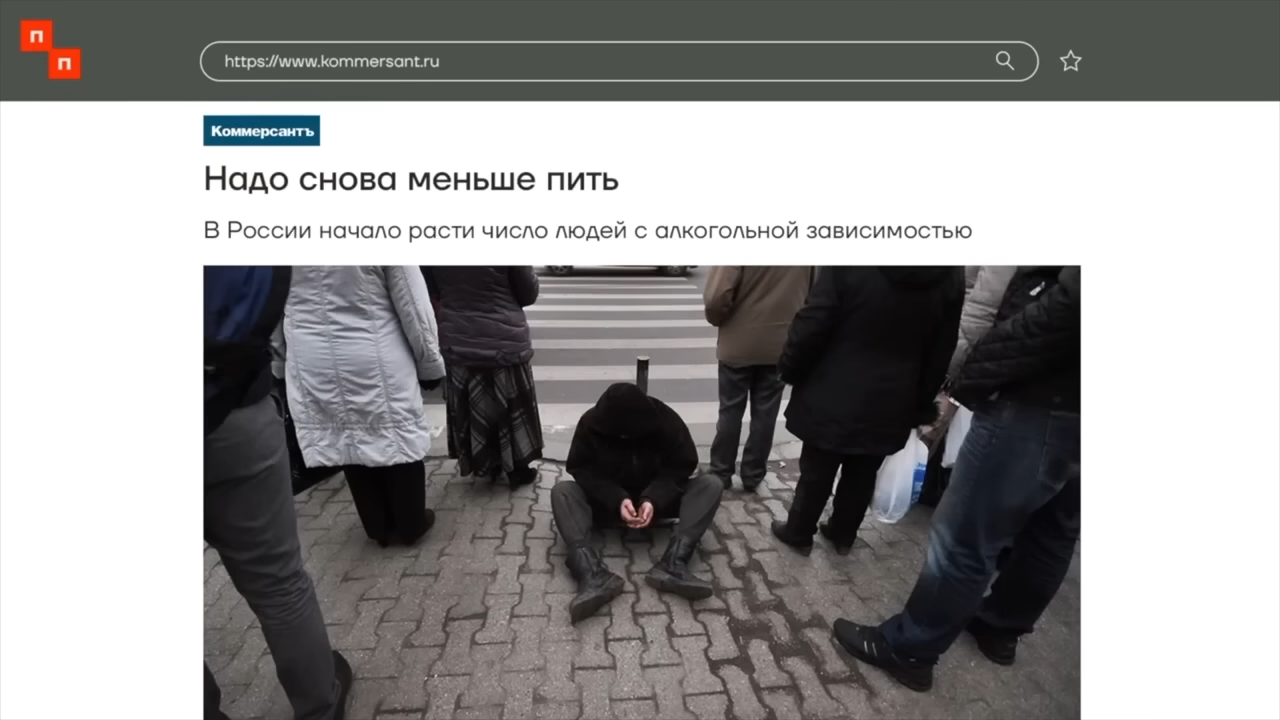 П
П
https://www.kommersant.ru
Коммерсантъ
Надо снова меньше пить
В России начало расти число людей с алкогольной зависимостью